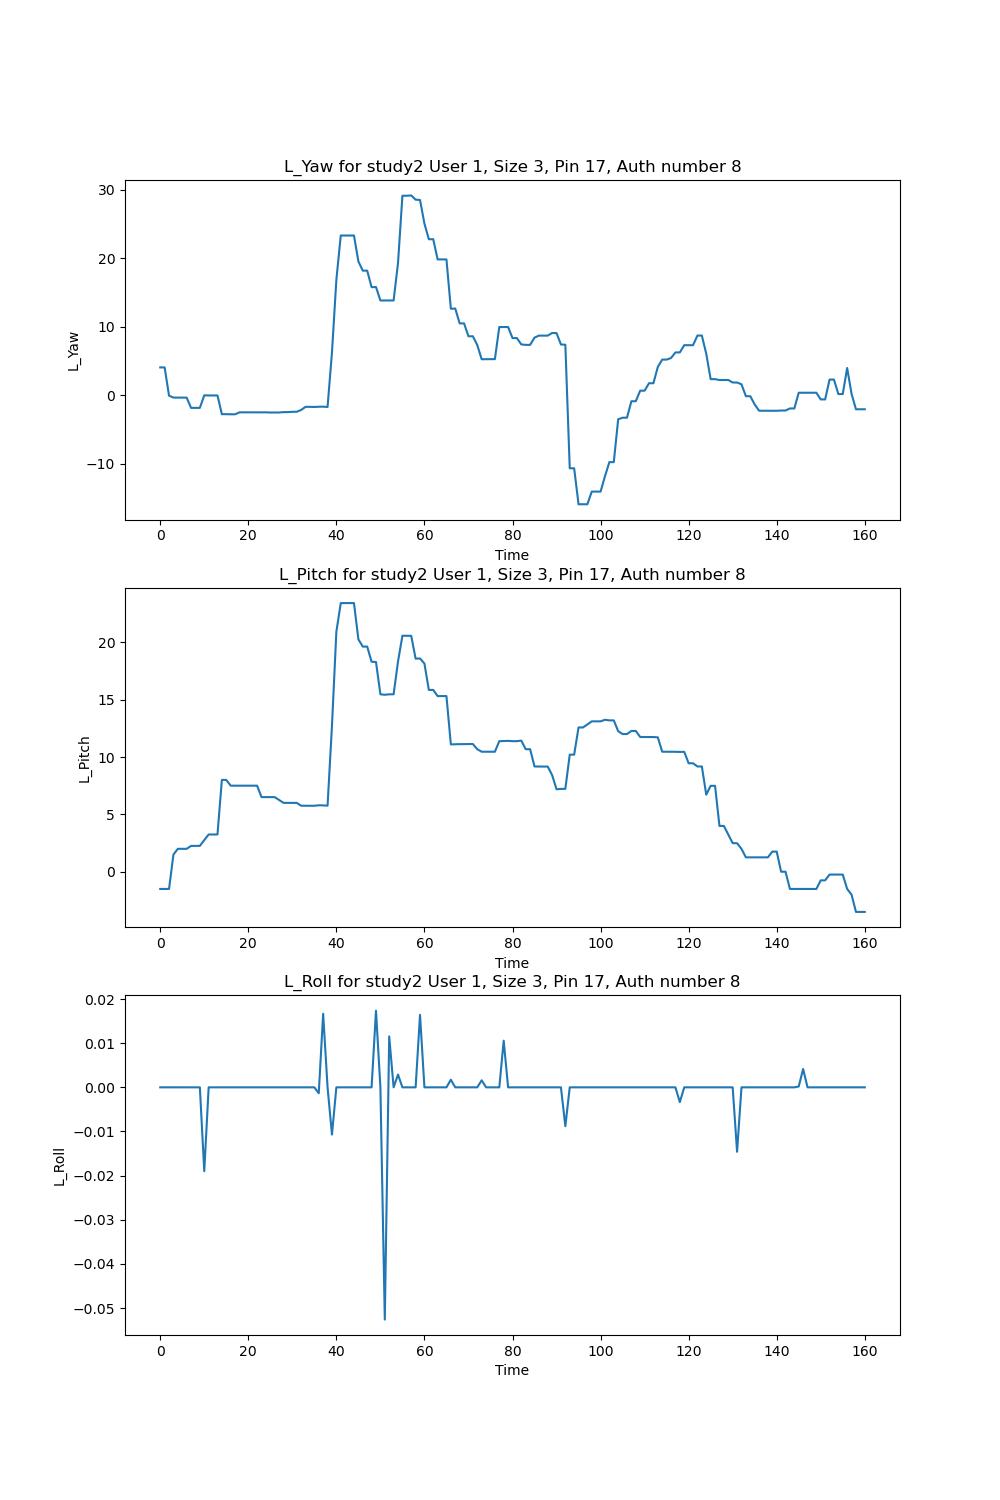 L_Yaw for study2 User 1, Size 3, Pin 17, Auth number 8
30
20
10
0
−10
L_Yaw
0 20 40 60 80 100 120 140 160
Time
L_Pitch for study2 User 1, Size 3, Pin 17, Auth number 8
20
15
10
5
0
L_Pitch
0 20 40 60 80 100 120 140 160
Time
L_Roll for study2 User 1, Size 3, Pin 17, Auth number 8
0.02
0.01
0.00
−0.01
−0.02
−0.03
−0.04
−0.05
L_Roll
0 20 40 60 80 100 120 140 160
Time